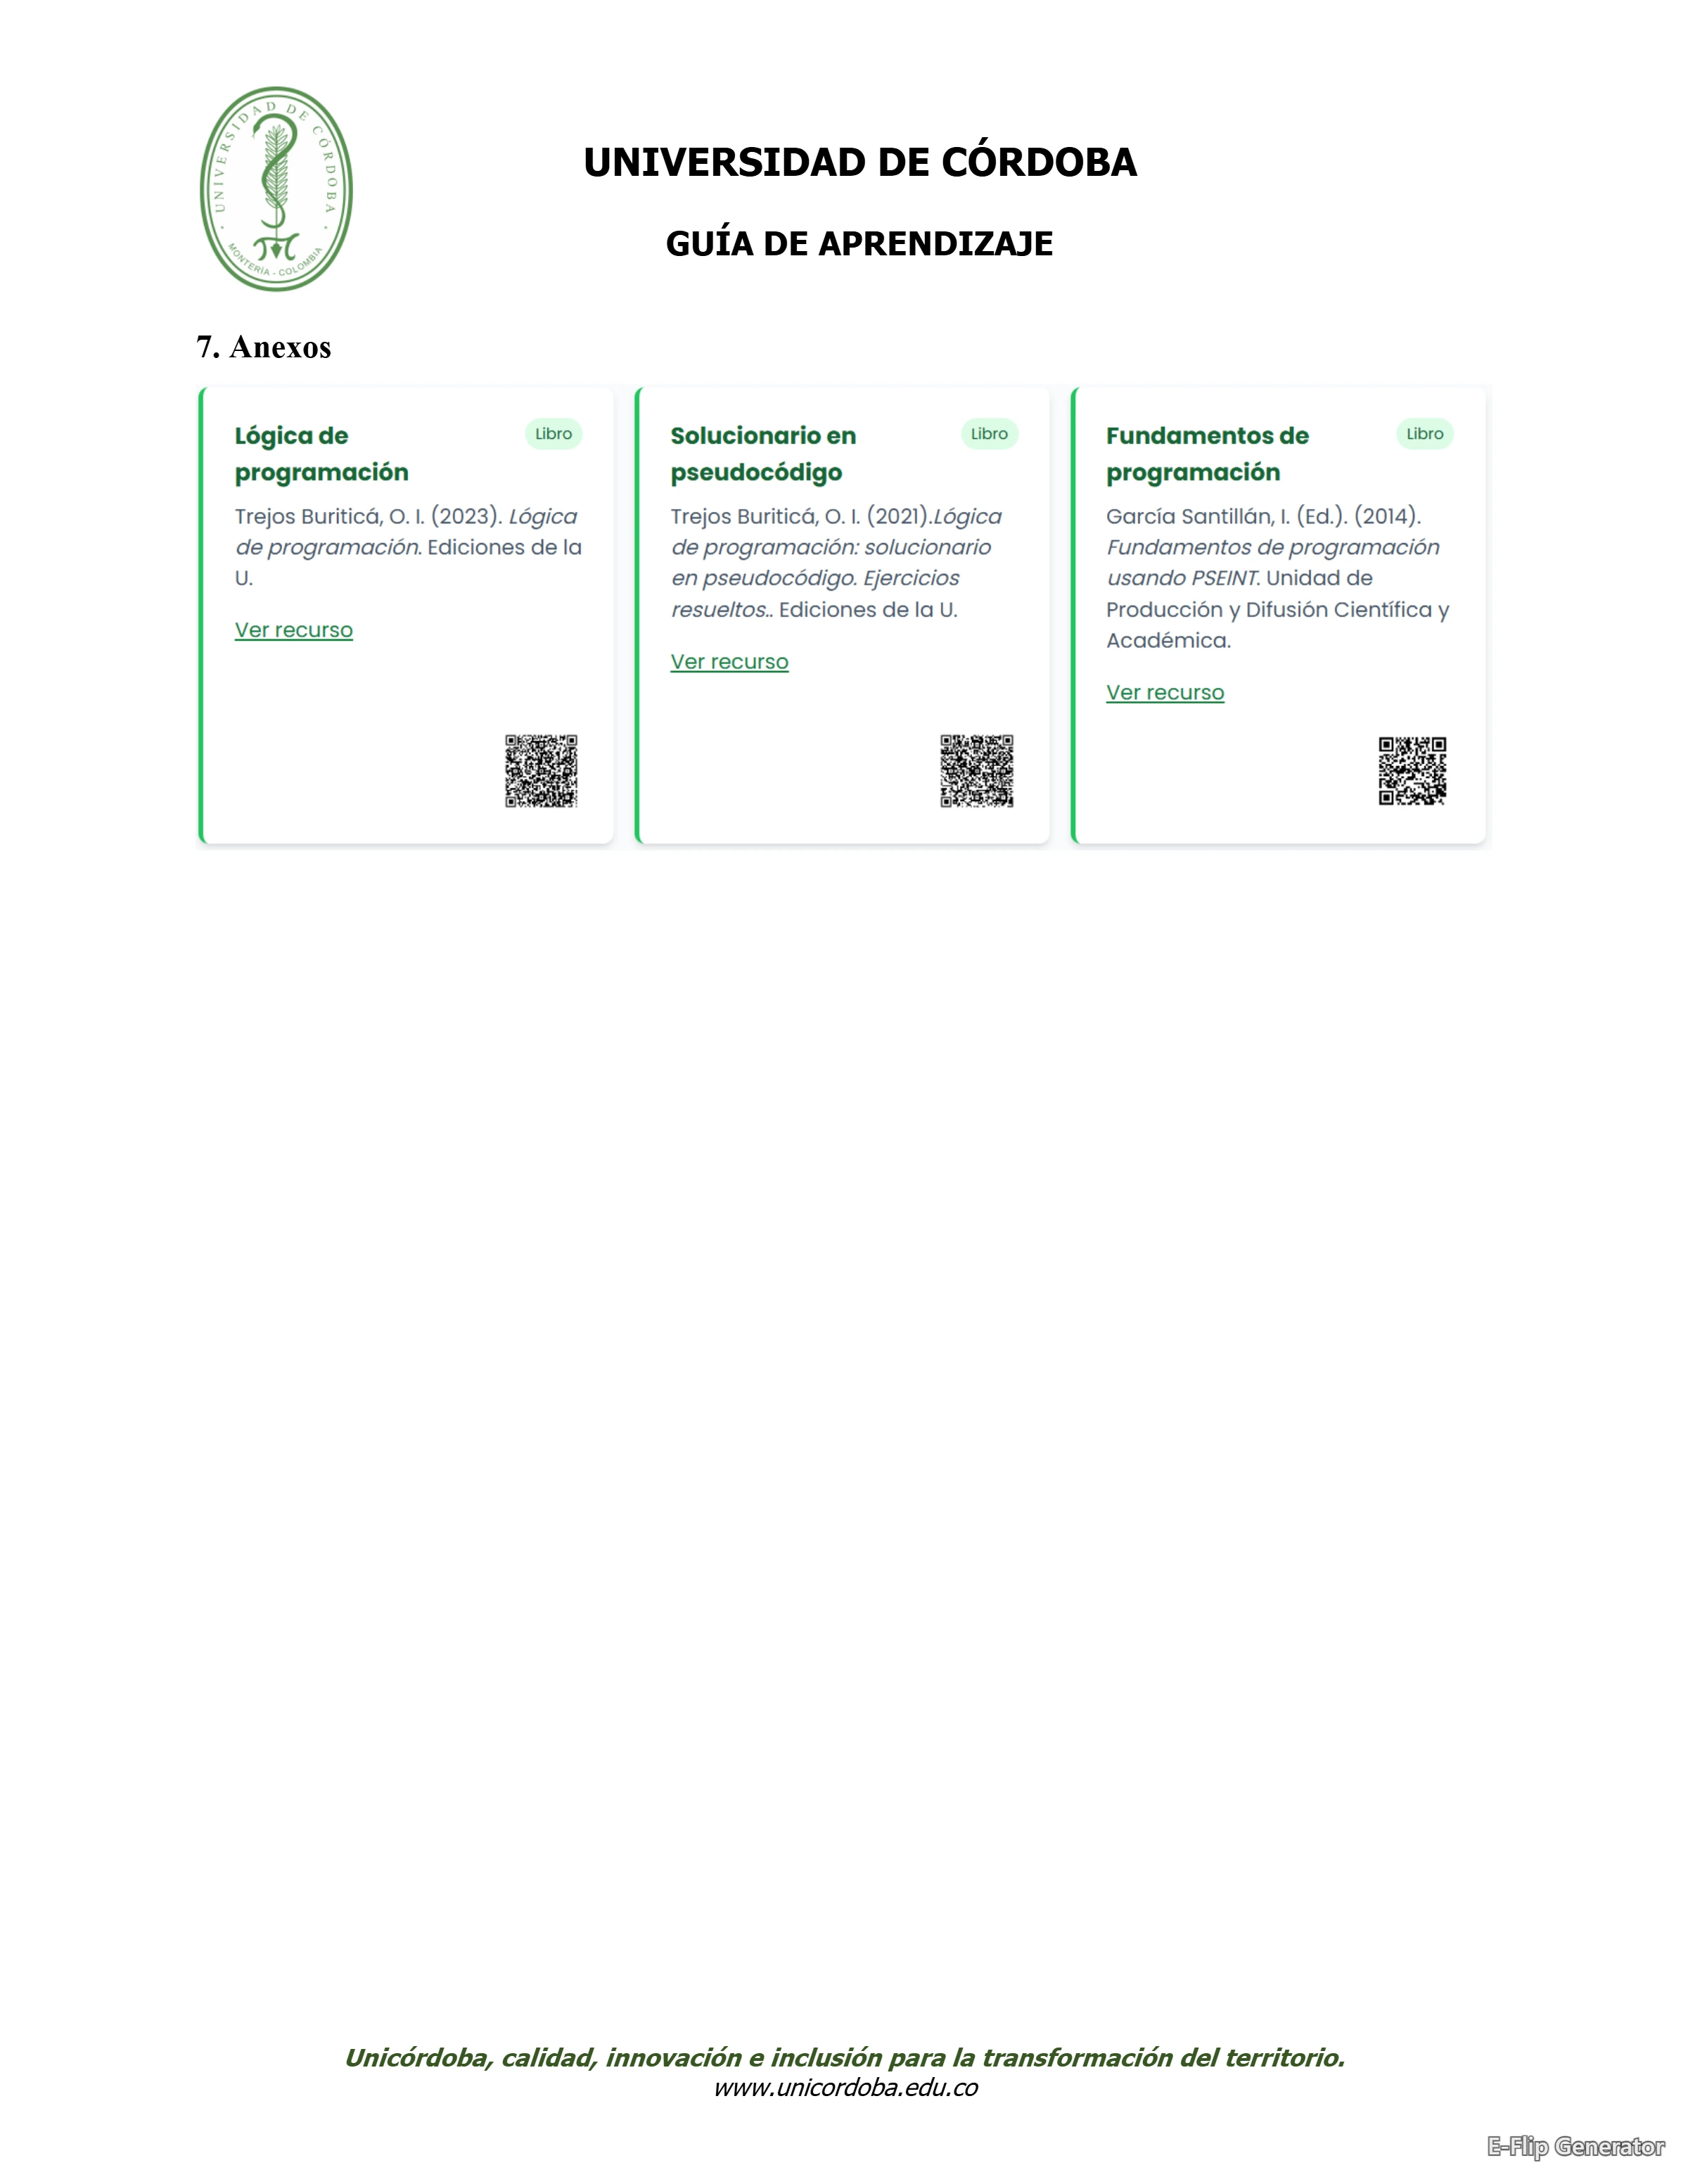 UNIVERSIDAD DE CÓRDOBA
MONTERÍA - COLOMBIA
UNIVERSIDAD DE CÓRDOBA
GUÍA DE APRENDIZAJE
7. Anexos
Lógica de
programación
Libro
Trejos Buriticá, O. I. (2023). Lógica
de programación. Ediciones de la
U.
Ver recurso
Solucionario en
pseudocódigo
Libro
Trejos Buriticá, O. I. (2021).Lógica
de programación: solucionario
en pseudocódigo. Ejercicios
resueltos.. Ediciones de la U.
Ver recurso
Fundamentos de
programación
Libro
García Santillán, I. (Ed.). (2014).
Fundamentos de programación
usando PSEINT. Unidad de
Producción y Difusión Científica y
Académica.
Ver recurso
Unicórdoba, calidad, innovación e inclusión para la transformación del territorio.
www.unicordoba.edu.co
E-Flip Generator